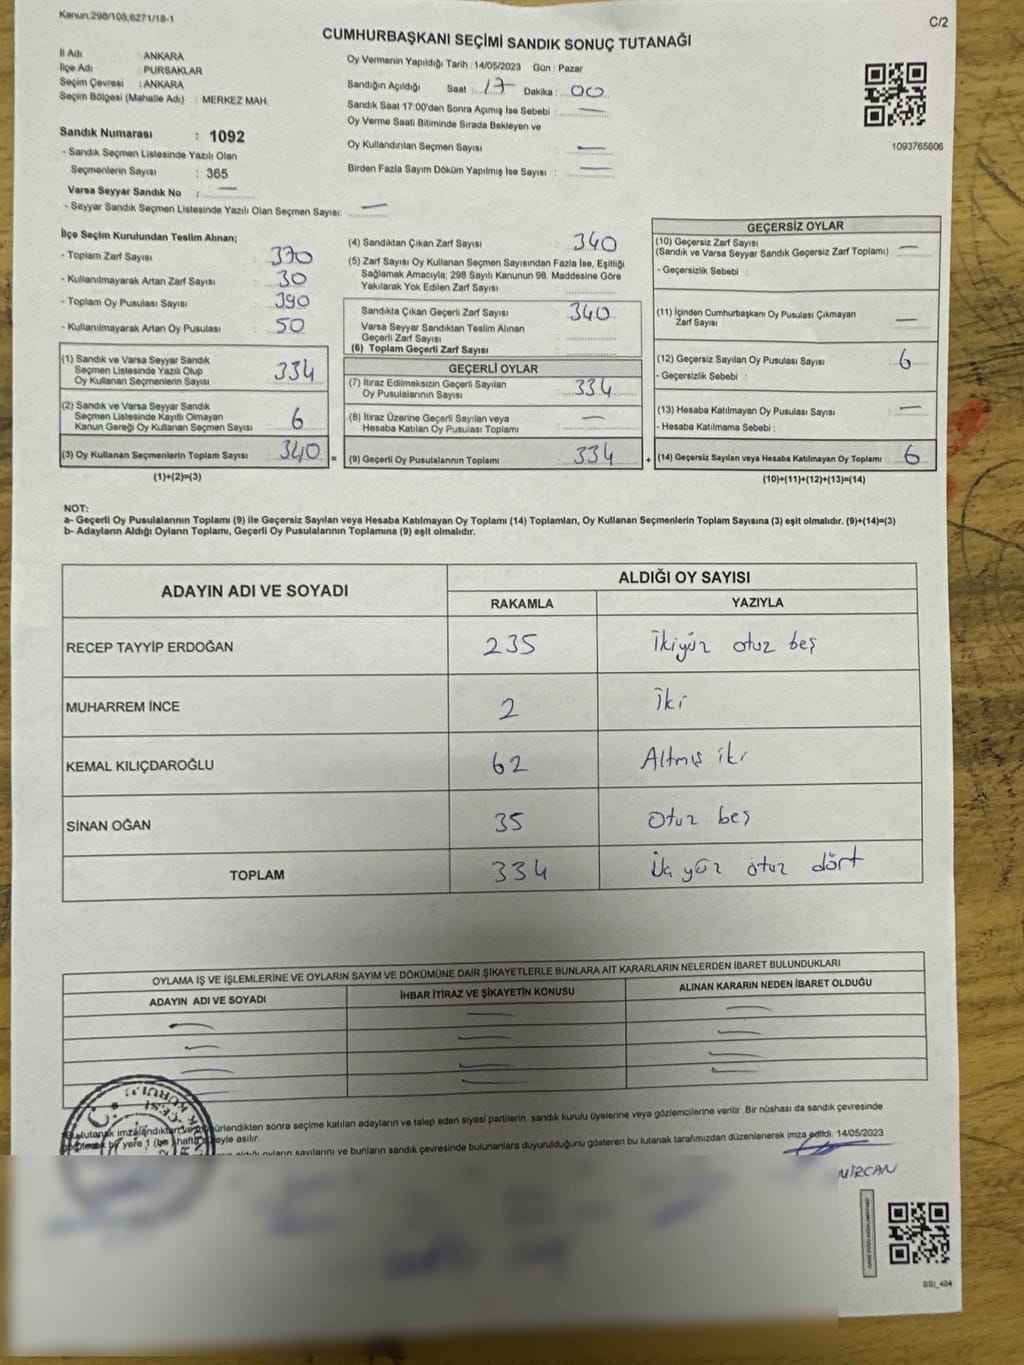 Kanun;298/105,6271/18-1
C/2
CUMHURBAŞKANI SEÇİMİ SANDIK SONUÇ TUTANAĞI
İl Adı : ANKARA
İlçe Adı : PURSAKLAR
Seçim Çevresi : ANKARA
Seçim Bölgesi (Mahalle Adı) : MERKEZ MAH.
Sandık Numarası : 1092
- Sandık Seçmen Listesinde Yazılı Olan
Seçmenlerin Sayısı : 365
Varsa Seyyar Sandık No : —
- Seyyar Sandık Seçmen Listesinde Yazılı Olan Seçmen Sayısı: —
Oy Vermenin Yapıldığı Tarih : 14/05/2023 Gün : Pazar
Sandığın Açıldığı Saat : 17 Dakika : 00
Sandık Saat 17:00'den Sonra Açımış İse Sebebi : —
Oy Verme Saati Bitiminde Sırada Bekleyen ve
Oy Kullandırılan Seçmen Sayısı : —
Birden Fazla Sayım Döküm Yapılmış İse Sayısı : —
1093765606
İlçe Seçim Kurulundan Teslim Alınan;
- Toplam Zarf Sayısı : 370
- Kullanılmayarak Artan Zarf Sayısı : 30
- Toplam Oy Pusulası Sayısı : 390
- Kullanılmayarak Artan Oy Pusulası : 50
(1) Sandık ve Varsa Seyyar Sandık
Seçmen Listesinde Yazılı Olup
Oy Kullanan Seçmenlerin Sayısı : 334
(2) Sandık ve Varsa Seyyar Sandık
Seçmen Listesinde Kayıtlı Olmayan
Kanun Gereği Oy Kullanan Seçmen Sayısı : 6
(3) Oy Kullanan Seçmenlerin Toplam Sayısı : 340
(1)+(2)=(3)
=
(4) Sandıktan Çıkan Zarf Sayısı : 340
(5) Zarf Sayısı Oy Kullanan Seçmen Sayısından Fazla İse, Eşitliği
Sağlamak Amacıyla; 298 Sayılı Kanunun 98. Maddesine Göre
Yakılarak Yok Edilen Zarf Sayısı :
Sandıkta Çıkan Geçerli Zarf Sayısı : 340
Varsa Seyyar Sandıktan Teslim Alınan
Geçerli Zarf Sayısı :
(6) Toplam Geçerli Zarf Sayısı :
GEÇERLİ OYLAR
(7) İtiraz Edilmeksizin Geçerli Sayılan
Oy Pusulasının Sayısı : 334
(8) İtiraz Üzerine Geçerli Sayılan veya
Hesaba Katılan Oy Pusulası Toplamı : —
(9) Geçerli Oy Pusulalarının Toplamı : 334
+
GEÇERSİZ OYLAR
(10) Geçersiz Zarf Sayısı : —
(Sandık ve Varsa Seyyar Sandık Geçersiz Zarf Toplamı)
- Geçersizlik Sebebi :
(11) İçinden Cumhurbaşkanı Oy Pusulası Çıkmayan
Zarf Sayısı : —
(12) Geçersiz Sayılan Oy Pusulası Sayısı : 6
- Geçersizlik Sebebi :
(13) Hesaba Katılmayan Oy Pusulası Sayısı : —
- Hesaba Katılmama Sebebi :
(14) Geçersiz Sayılan veya Hesaba Katılmayan Oy Toplamı : 6
(10)+(11)+(12)+(13)=(14)
NOT:
a- Geçerli Oy Pusulalarının Toplamı (9) ile Geçersiz Sayılan veya Hesaba Katılmayan Oy Toplamı (14) Toplamları, Oy Kullanan Seçmenlerin Toplam Sayısına (3) eşit olmalıdır. (9)+(14)=(3)
b- Adayların Aldığı Oyların Toplamı, Geçerli Oy Pusulalarının Toplamına (9) eşit olmalıdır.
ADAYIN ADI VE SOYADI ALDIĞI OY SAYISI
RAKAMLA YAZIYLA
RECEP TAYYİP ERDOĞAN 235 İkiyüz otuz beş
MUHARREM İNCE 2 İki
KEMAL KILIÇDAROĞLU 62 Altmış iki
SİNAN OĞAN 35 Otuz beş
TOPLAM 334 Üç yüz otuz dört
OYLAMA İŞ VE İŞLEMLERİNE VE OYLARIN SAYIM VE DÖKÜMÜNE DAİR ŞİKAYETLERLE BUNLARA AİT KARARLARIN NELERDEN İBARET BULUNDUKLARI
ADAYIN ADI VE SOYADI İHBAR İTİRAZ VE ŞİKAYETİN KONUSU ALINAN KARARIN NEDEN İBARET OLDUĞU
— — —
— — —
— — —
— —
Bu tutanak imzalandıktan ve mühürlendikten sonra seçime katılan adayların ve talep eden siyasi partilerin sandık kurulu üyelerine veya gözlemcilerine verilir .Bir nüshası da sandık çevresinde
bir yere 1 (bir) hafta süreyle asılır.
aldığı oyların sayılarını ve bunların sandık çevresinde bulunanlara duyurulduğunu gösteren bu tutanak tarafımızdan düzenlenerek imza edildi. 14/05/2023
MİRCAN
SSI_404